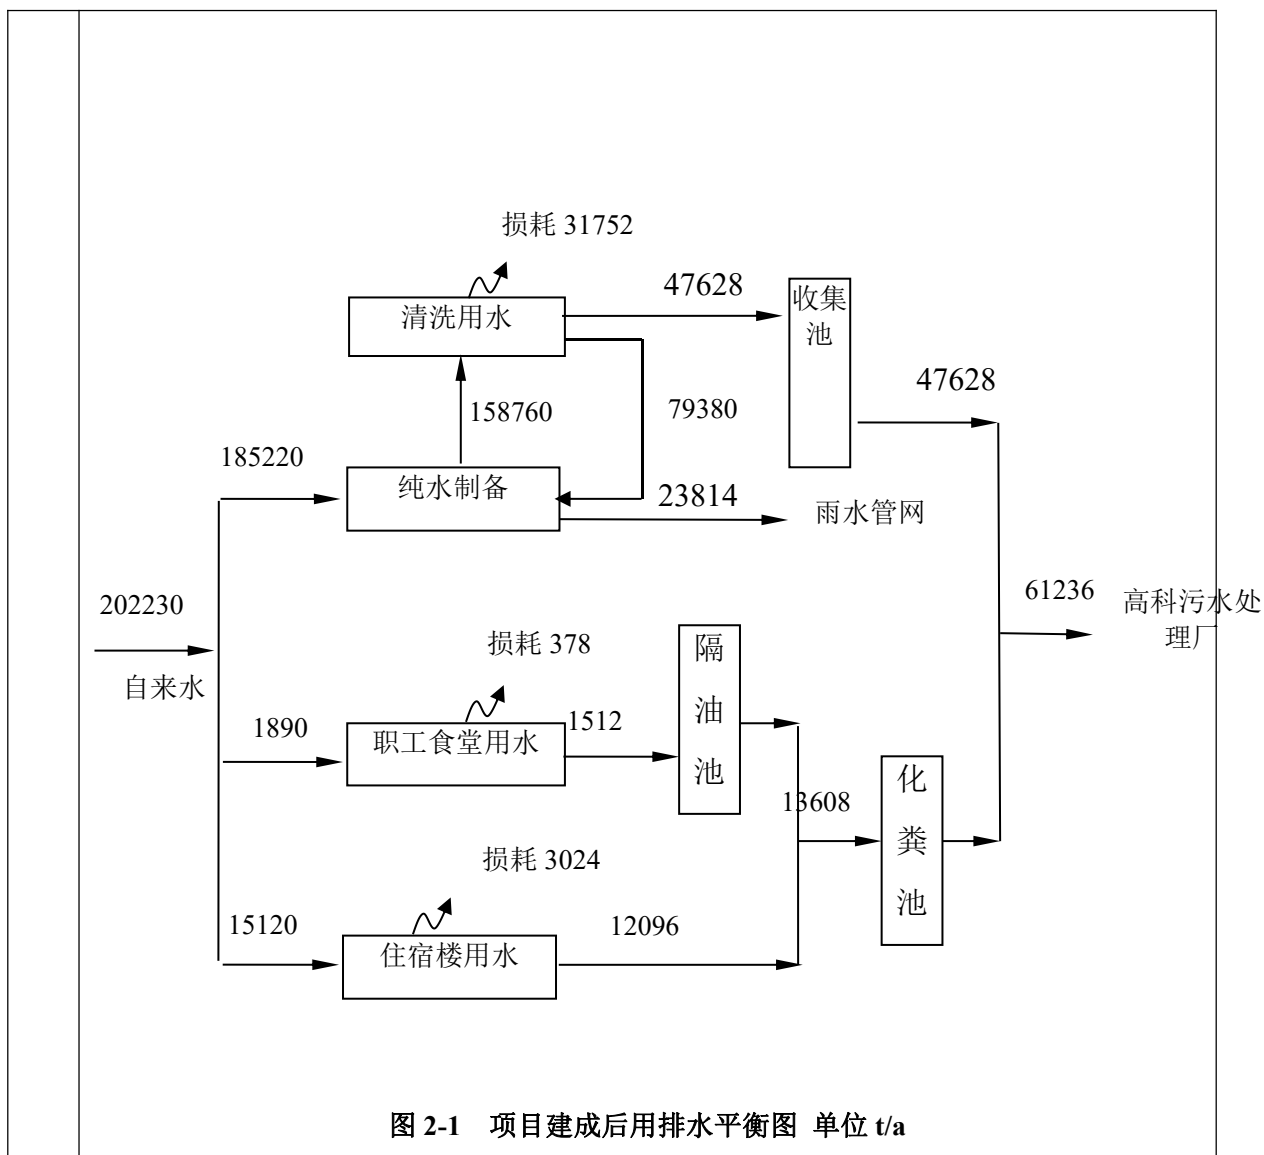 损耗 31752
47628
清洗用水
收集
池
47628
158760
79380
185220
纯水制备
23814
雨水管网
202230
自来水
61236
高科污水处
理厂
损耗 378
隔
油
池
1890
职工食堂用水
1512
13608
化
粪
池
损耗 3024
15120
住宿楼用水
12096
图 2-1 项目建成后用排水平衡图 单位 t/a